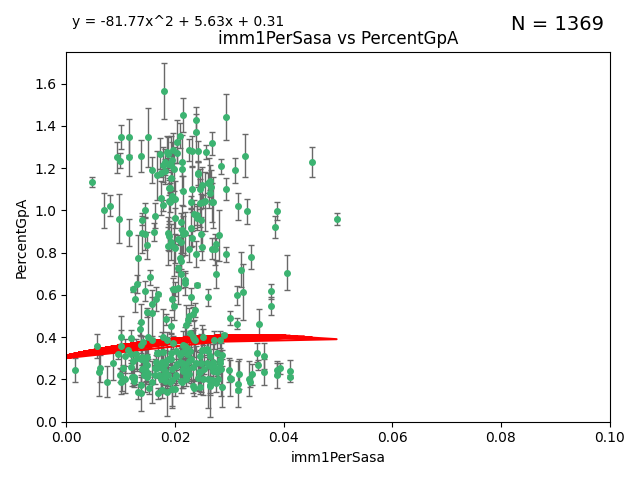 y = -81.77x^2 + 5.63x + 0.31
N = 1369
imm1PerSasa vs PercentGpA
PercentGpA
1.6
1.4
1.2
1.0
0.8
0.6
0.4
0.2
0.0
0.00 0.02 0.04 0.06 0.08 0.10
imm1PerSasa